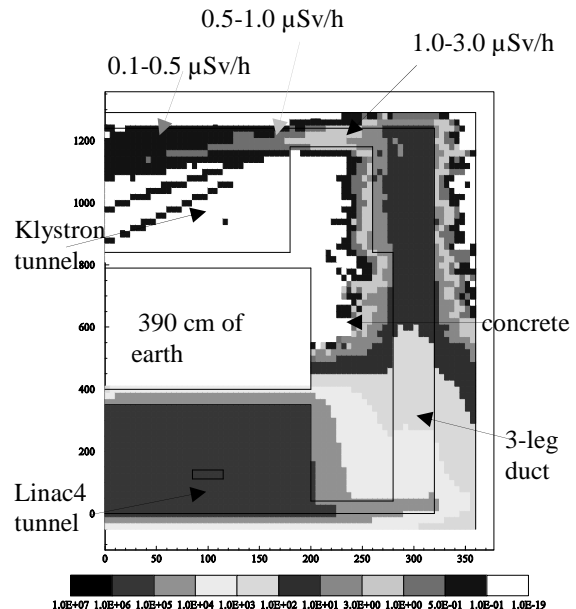 0.5-1.0 µSv/h
1.0-3.0 µSv/h
0.1-0.5 µSv/h
1200
1000
Klystron
tunnel
800
390 cm of
earth
600
concrete
400
200
3-leg
duct
Linac4
tunnel
0
0 50 100 150 200 250 300 350
1.0E+07 1.0E+06 1.0E+05 1.0E+04 1.0E+03 1.0E+02 1.0E+01 3.0E+00 1.0E+00 5.0E-01 1.0E-01 1.0E-19